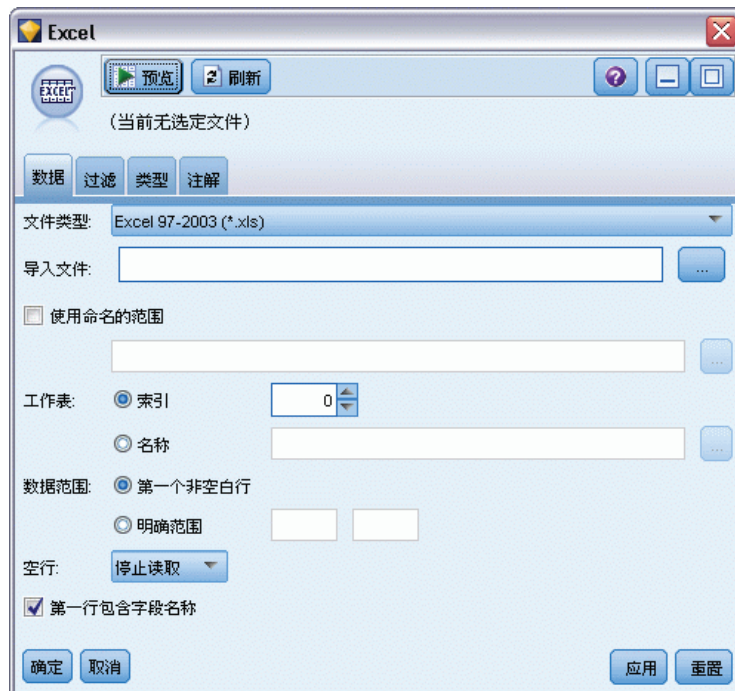 Excel
预览 刷新
EXCEL
(当前无选定文件)
数据 过滤 类型 注解
文件类型: Excel 97-2003 (*.xls)
导入文件: ...
使用命名的范围
...
工作表: 索引 0
名称 ...
数据范围: 第一个非空白行
明确范围
空行: 停止读取
第一行包含字段名称
确定 取消 应用 重置